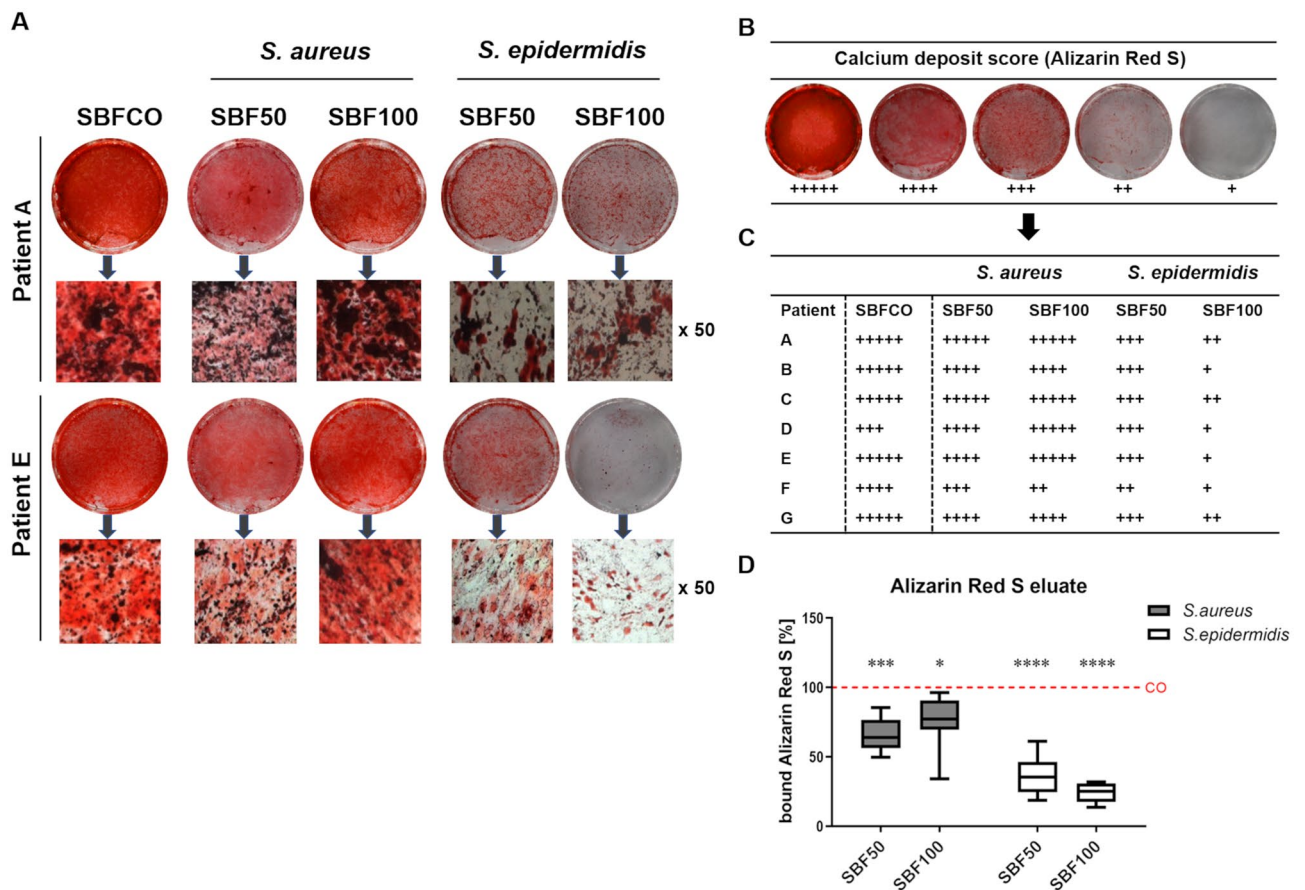 A
S. aureus
S. epidermidis
SBFCO SBF50 SBF100 SBF50 SBF100
Patient A
x 50
Patient E
x 50
B
Calcium deposit score (Alizarin Red S)
+++++ ++++ +++ ++ +
C
S. aureus S. epidermidis
Patient SBFCO SBF50 SBF100 SBF50 SBF100
A +++++ +++++ +++++ +++ ++
B +++++ ++++ ++++ +++ +
C +++++ +++++ +++++ +++ ++
D +++ ++++ +++++ +++ +
E +++++ ++++ +++++ +++ +
F ++++ +++ ++ ++ +
G +++++ ++++ ++++ +++ ++
D
Alizarin Red S eluate
S.aureus
S.epidermidis
bound Alizarin Red S [%]
150
*** * **** ****
100 CO
50
0
SBF50 SBF100 SBF50 SBF100